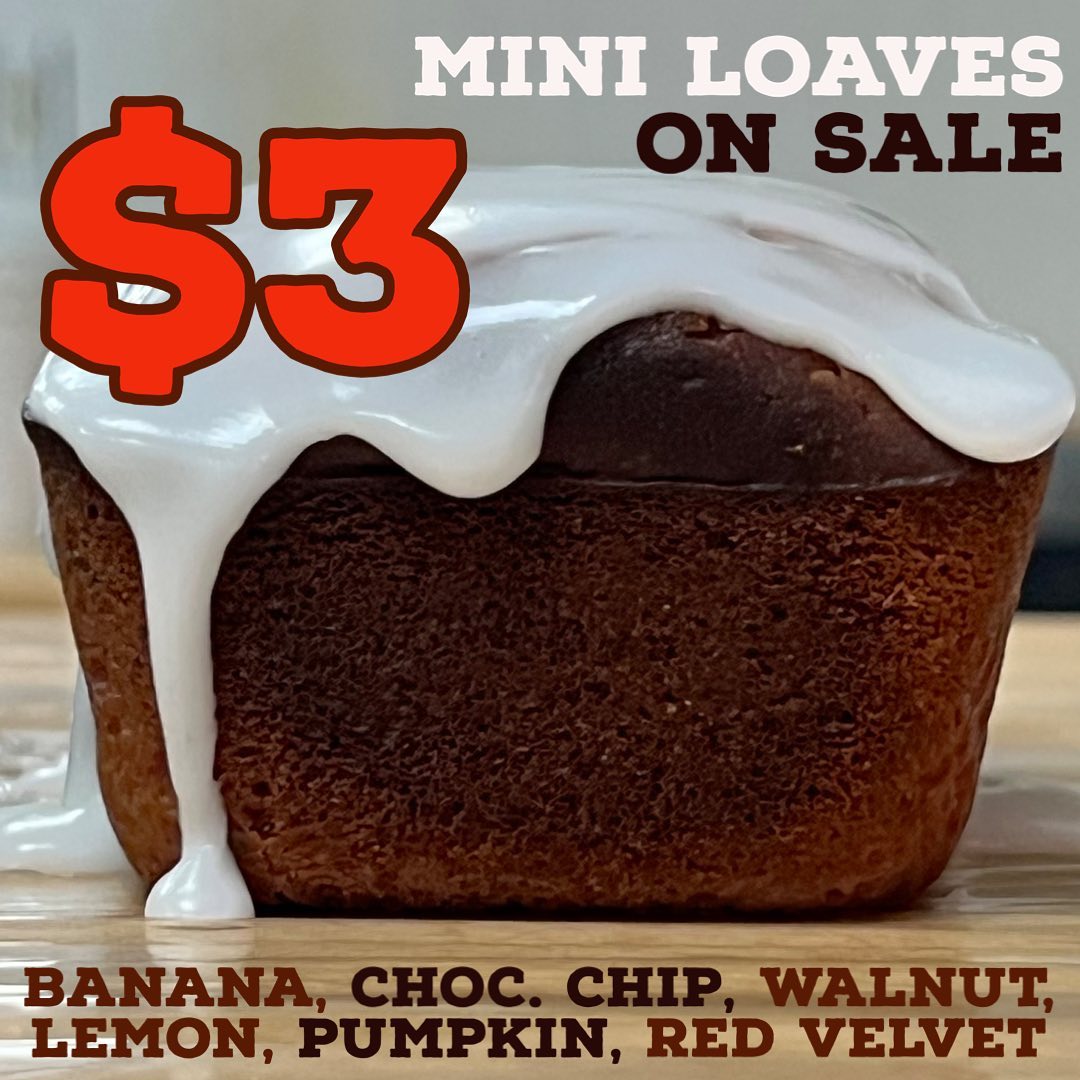 MINI LOAVES
ON SALE
$3
BANANA, CHOC. CHIP, WALNUT,
LEMON, PUMPKIN, RED VELVET